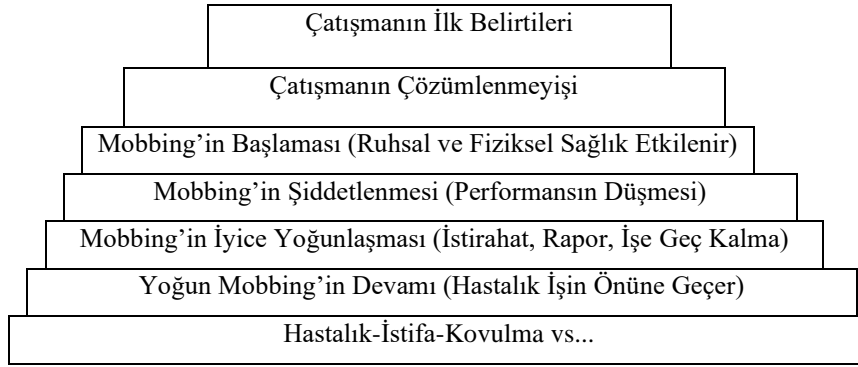 Çatışmanın İlk Belirtileri
Çatışmanın Çözümlenmeyişi
Mobbing’in Başlaması (Ruhsal ve Fiziksel Sağlık Etkilenir)
Mobbing’in Şiddetlenmesi (Performansın Düşmesi)
Mobbing’in İyice Yoğunlaşması (İstirahat, Rapor, İşe Geç Kalma)
Yoğun Mobbing’in Devamı (Hastalık İşin Önüne Geçer)
Hastalık-İstifa-Kovulma vs...